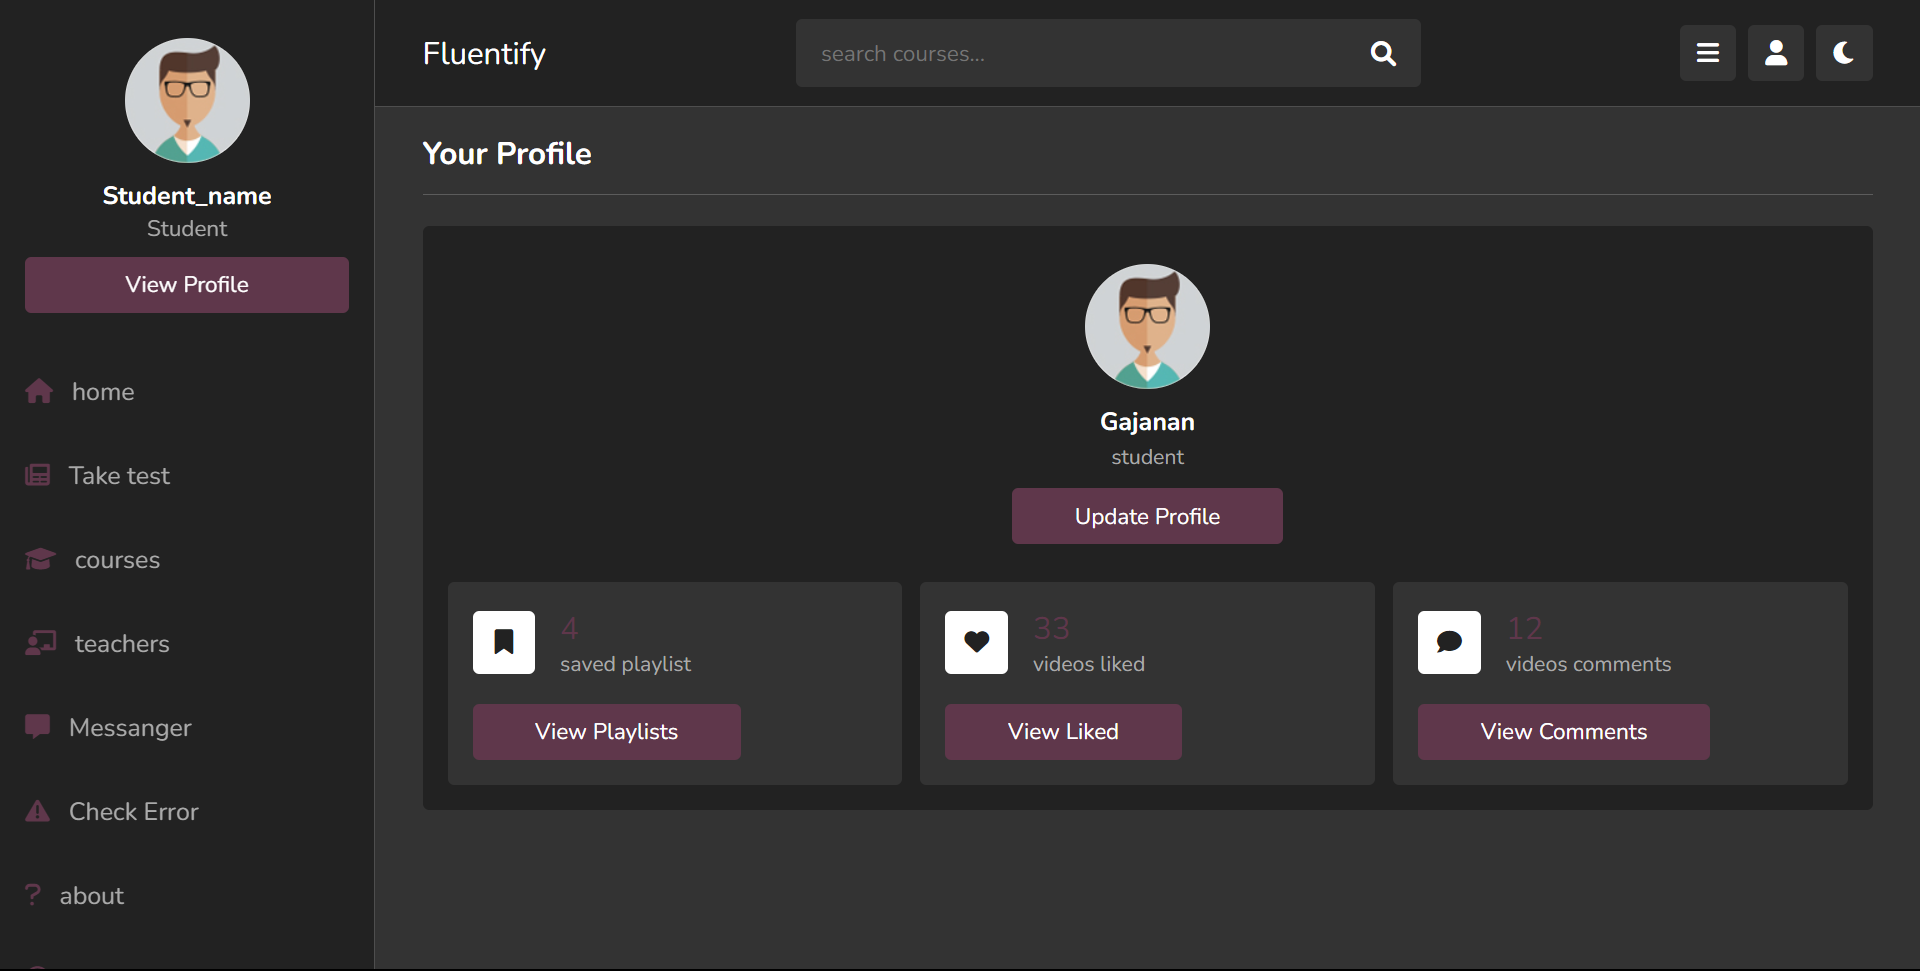 Student_name
Student
View Profile
home
Take test
courses
teachers
Messanger
Check Error
about
Fluentify
search courses...
Your Profile
Gajanan
student
Update Profile
4
saved playlist
View Playlists
33
videos liked
View Liked
12
videos comments
View Comments